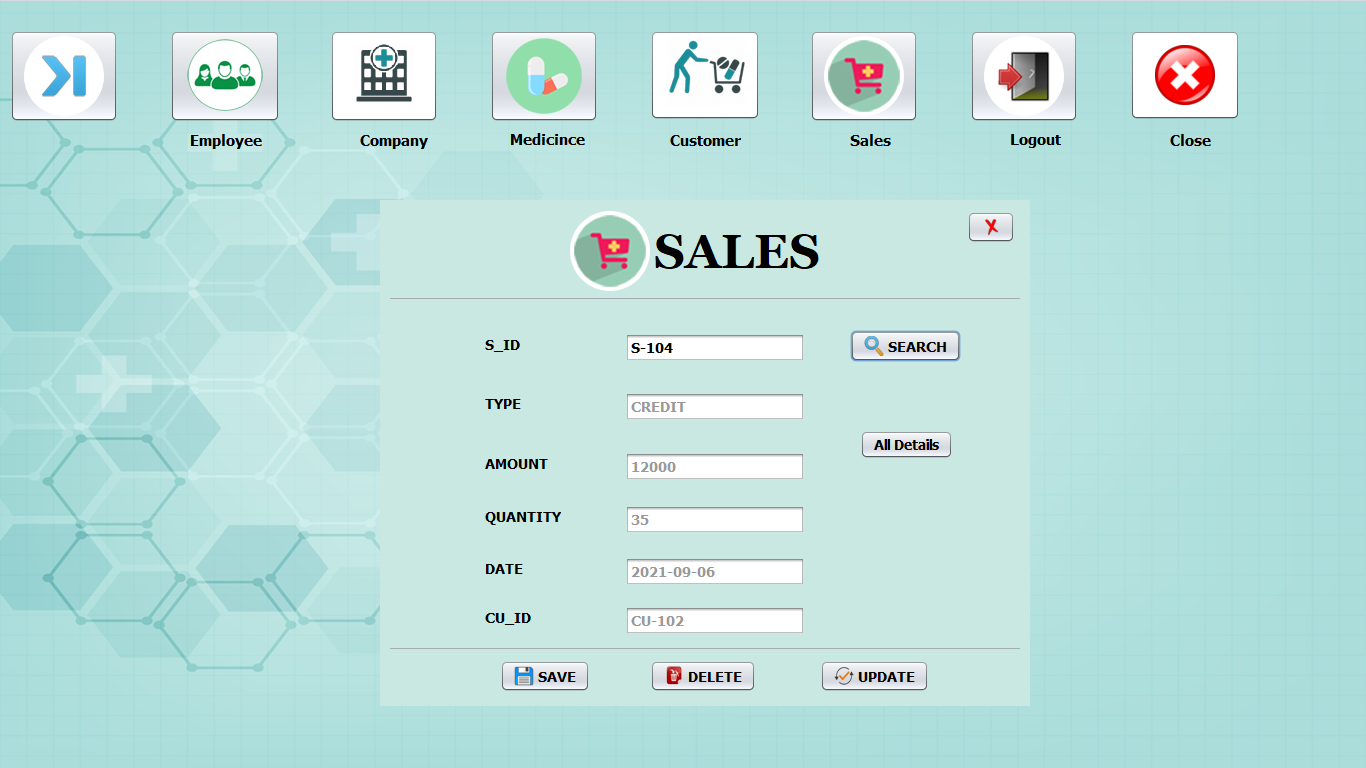 Employee
Company
Medicince
Customer
Sales
Logout
Close
SALES
X
S_ID S-104 SEARCH
TYPE CREDIT
All Details
AMOUNT 12000
QUANTITY 35
DATE 2021-09-06
CU_ID CU-102
SAVE DELETE UPDATE